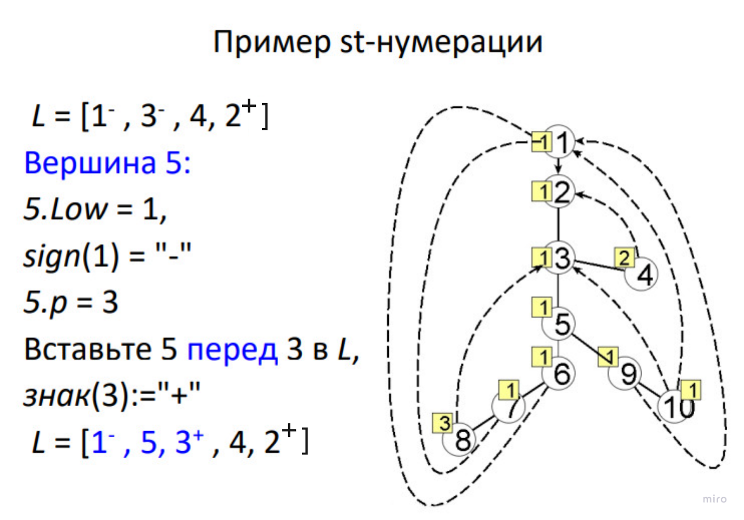 Пример st-нумерации
L = [1⁻ , 3⁻ , 4, 2⁺]
Вершина 5:
5.Low = 1,
sign(1) = "-"
5.p = 3
Вставьте 5 перед 3 в L,
знак(3):="+"
L = [1⁻ , 5, 3⁺ , 4, 2⁺]
-1 1
1 2
1 3
2 4
1 5
1 6
1 9
1 7
1 10
3 8
miro